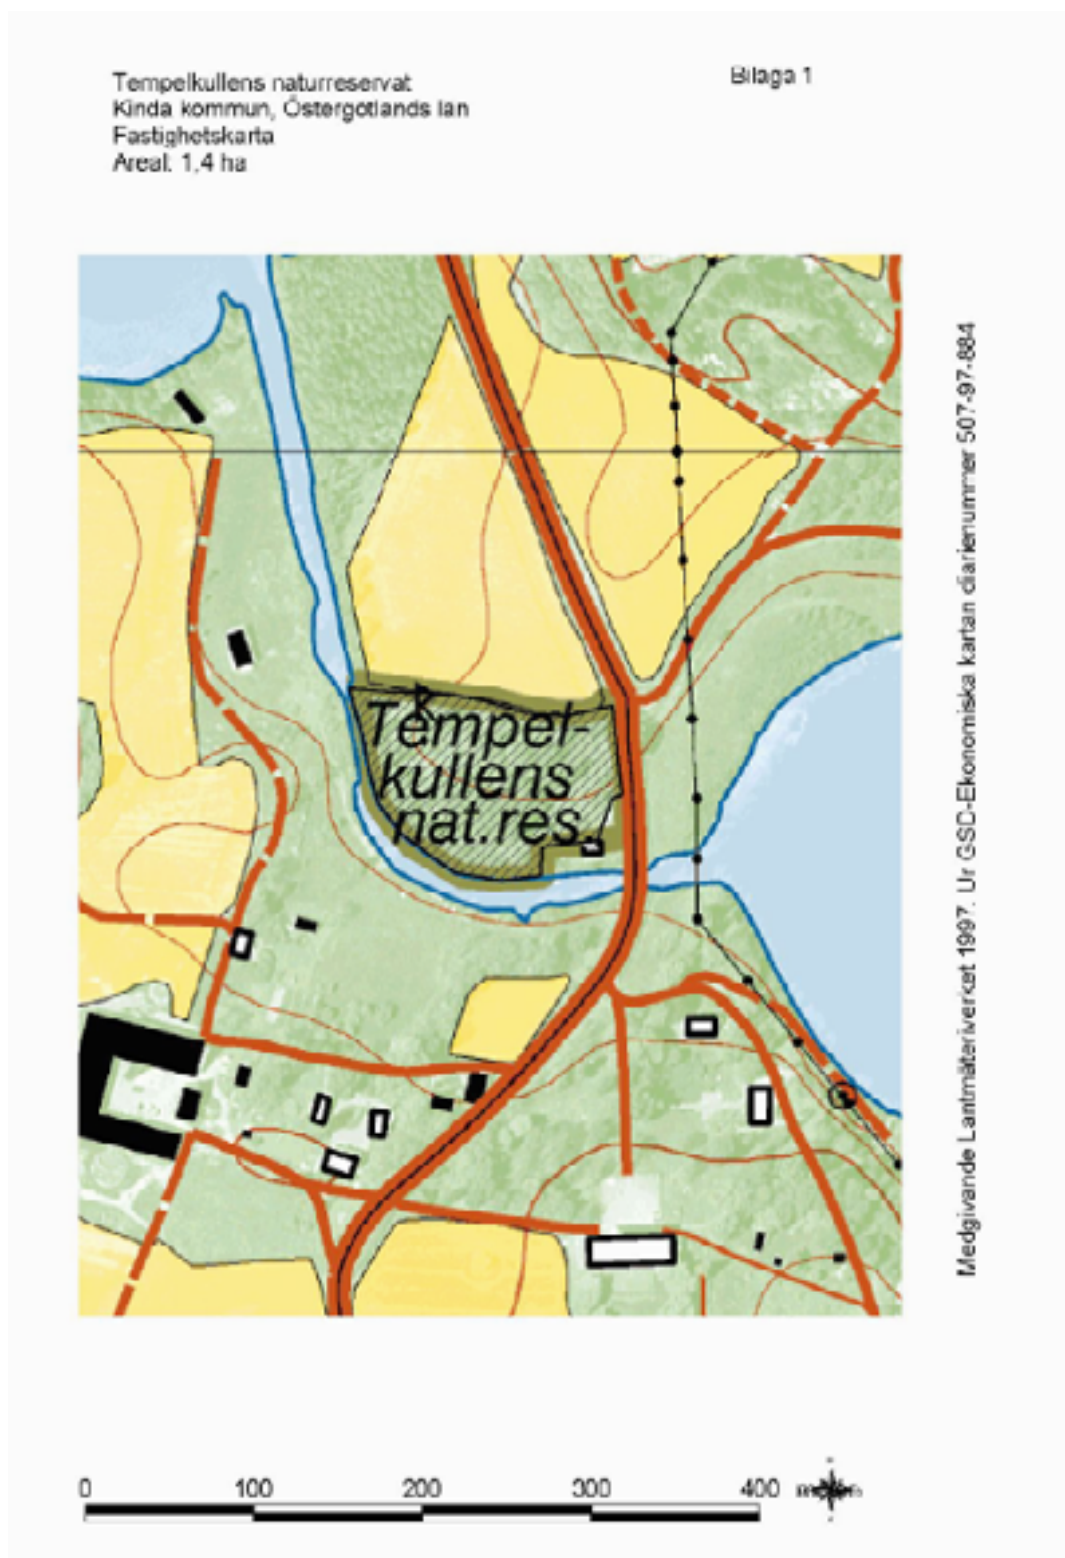 Tempelkullens naturreservat
Kinda kommun, Östergötlands län
Fastighetskarta
Areal: 1,4 ha
Bilaga 1
Tempel-
kullens
nat.res.
Medgivande Lantmäteriverket 1997. Ur GSD-Ekonomiska kartan diarienummer 507-97-884
0 100 200 300 400